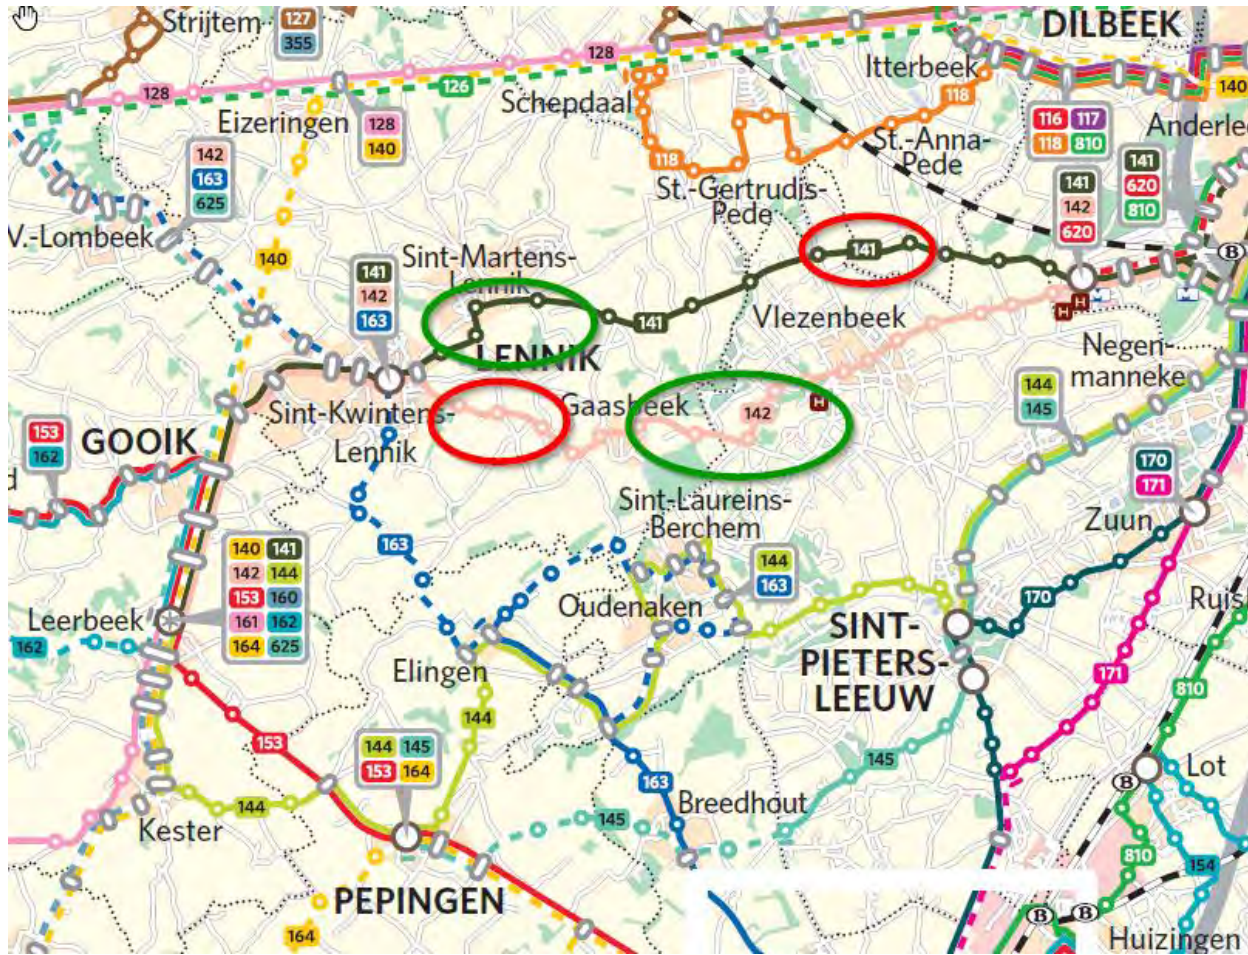 Strijtem
127
355
DILBEEK
128
128
126
Itterbeek
Schepdaal
118
140
Eizeringen
128
140
116 117
118 810
Anderle
St.-Anna-
Pede
141
620
810
142
163
625
118
St.-Gertrudis-
Pede
141
142
620
V.-Lombeek
140
Sint-Martens-
Lennik
141
B
141
142
163
141
Vlezenbeek
H
H
M
M
LENNIK
Negen-
manneke
144
145
Sint-Kwintens-
Lennik
Gaasbeek
142
H
153
162
GOOIK
d
170
171
Sint-Laureins-
Berchem
Zuun
163
140 141
142 144
153 160
161 162
164 625
144
163
Leerbeek
162
Oudenaken
170
Ruis
SINT-
PIETERS-
LEEUW
Elingen
171
810
144
153
144 145
153 164
145
163
Lot
B
144
Kester
Breedhout
145
810
154
PEPINGEN
164
B
B
Huizingen